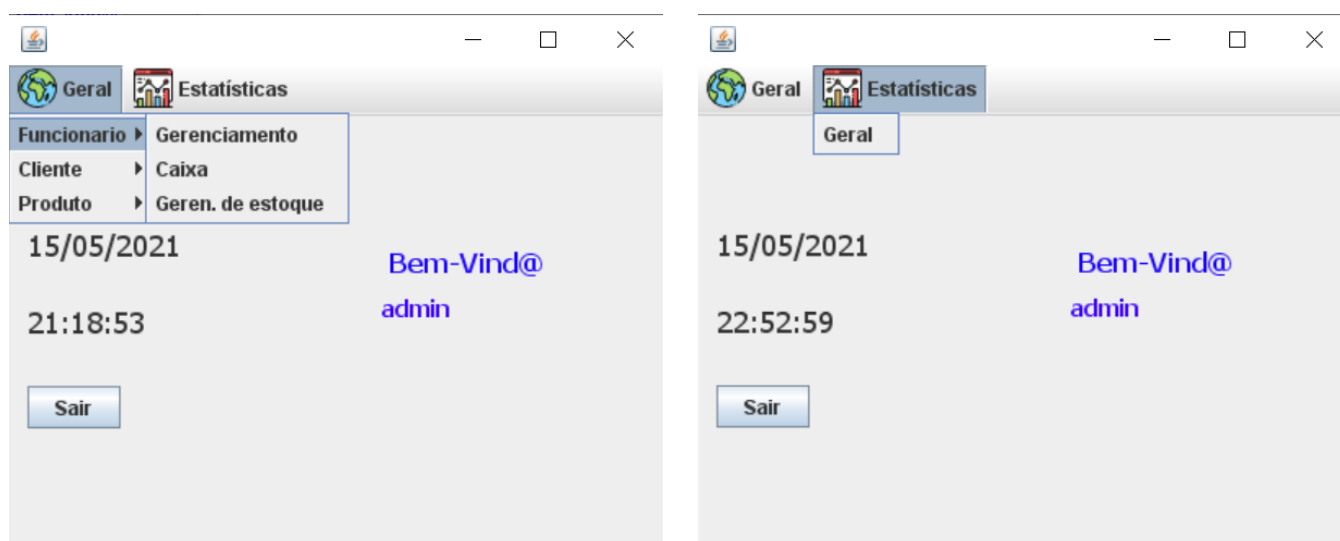 Geral Estatísticas
Funcionario Gerenciamento
Cliente Caixa
Produto Geren. de estoque
15/05/2021
Bem-Vind@
admin
21:18:53
Sair
Geral Estatísticas
Geral
15/05/2021
Bem-Vind@
admin
22:52:59
Sair